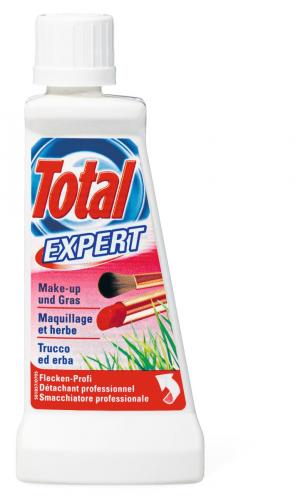 Total
EXPERT
Make-up
und Gras
Maquillage
et herbe
Trucco
ed erba
Flecken-Profi
Détachant professionnel
Smacchiatore professionale